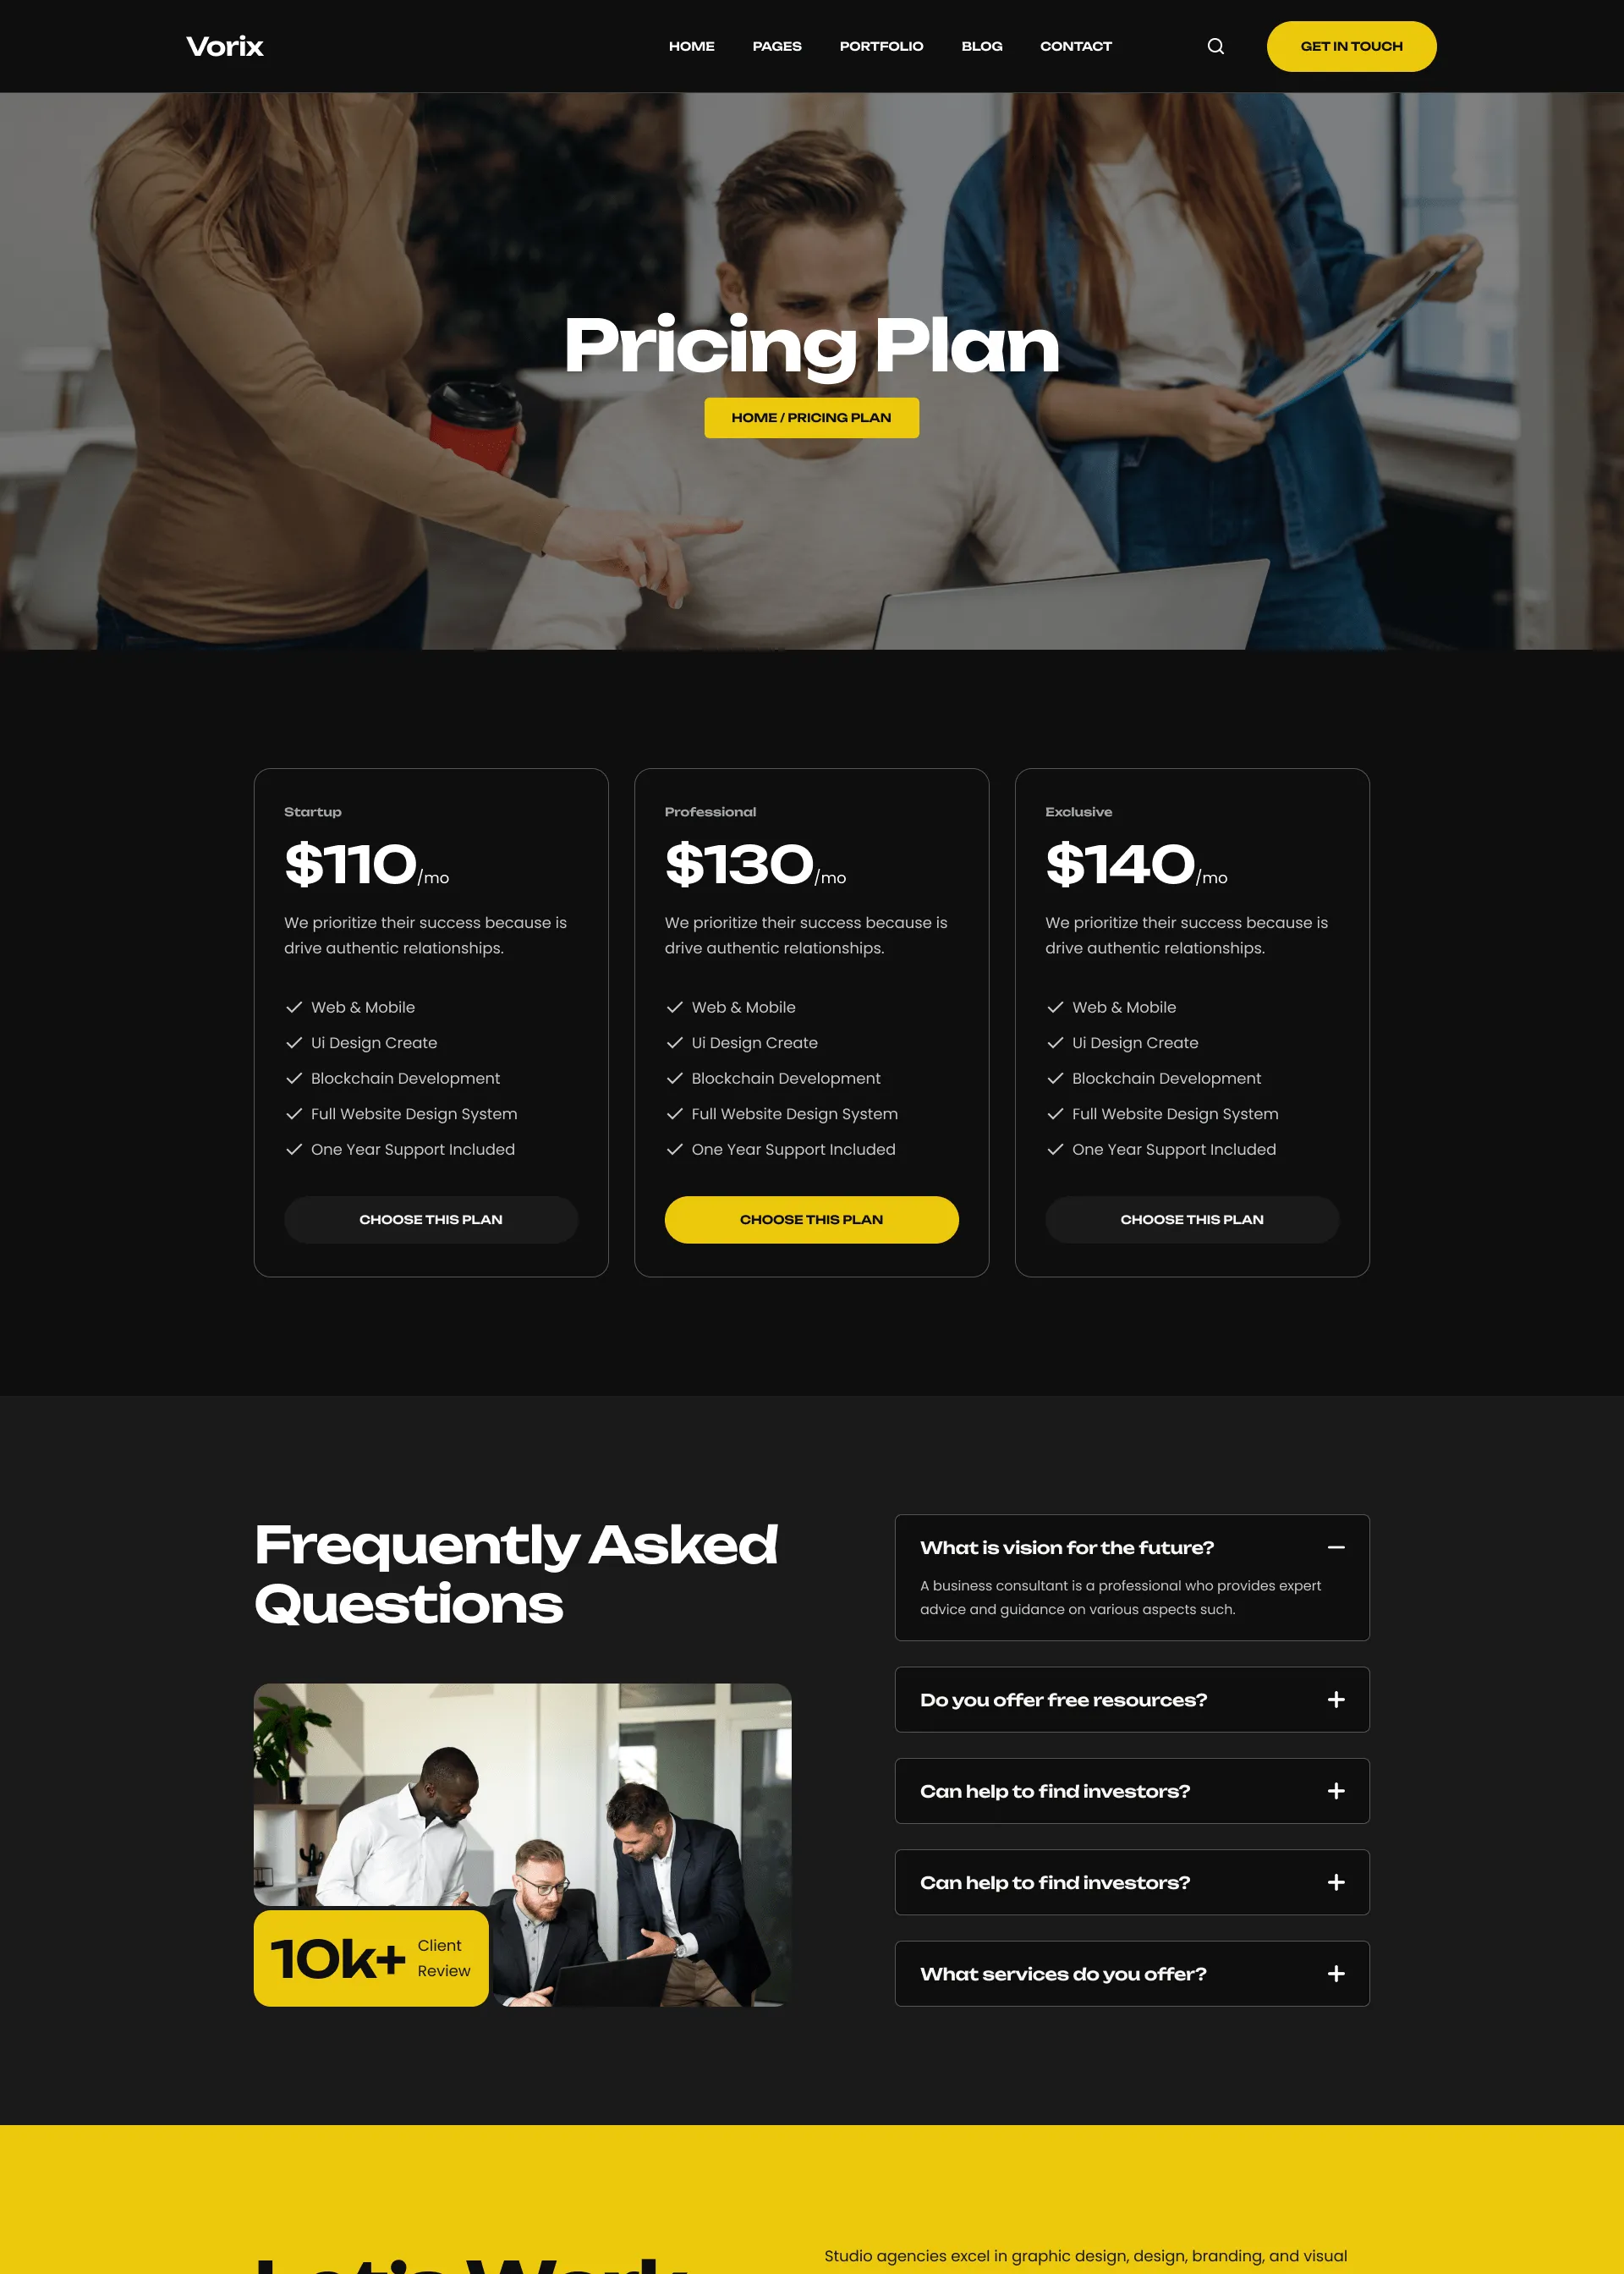 Vorix
HOME
PAGES
PORTFOLIO
BLOG
CONTACT
GET IN TOUCH
Pricing Plan
HOME / PRICING PLAN
Startup
$110/mo
We prioritize their success because is
drive authentic relationships.
Web & Mobile
Ui Design Create
Blockchain Development
Full Website Design System
One Year Support Included
CHOOSE THIS PLAN
Professional
$130/mo
We prioritize their success because is
drive authentic relationships.
Web & Mobile
Ui Design Create
Blockchain Development
Full Website Design System
One Year Support Included
CHOOSE THIS PLAN
Exclusive
$140/mo
We prioritize their success because is
drive authentic relationships.
Web & Mobile
Ui Design Create
Blockchain Development
Full Website Design System
One Year Support Included
CHOOSE THIS PLAN
Frequently Asked
Questions
10k+
Client
Review
What is vision for the future?
A business consultant is a professional who provides expert
advice and guidance on various aspects such.
Do you offer free resources?
Can help to find investors?
Can help to find investors?
What services do you offer?
Let's Work
Studio agencies excel in graphic design, design, branding, and visual